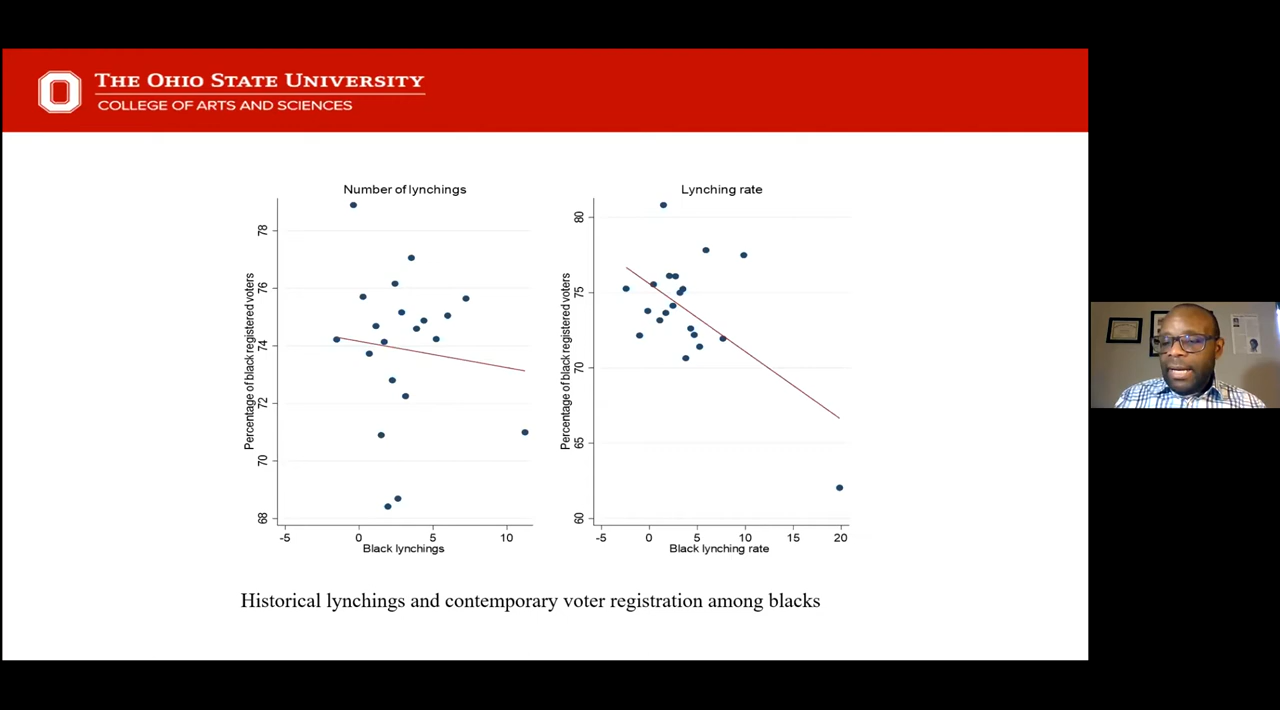 THE OHIO STATE UNIVERSITY
COLLEGE OF ARTS AND SCIENCES
Number of lynchings
Percentage of black registered voters
78
76
74
72
70
68
-5
0
5
10
Black lynchings
Lynching rate
Percentage of black registered voters
80
75
70
65
60
-5
0
5
10
15
20
Black lynching rate
Historical lynchings and contemporary voter registration among blacks